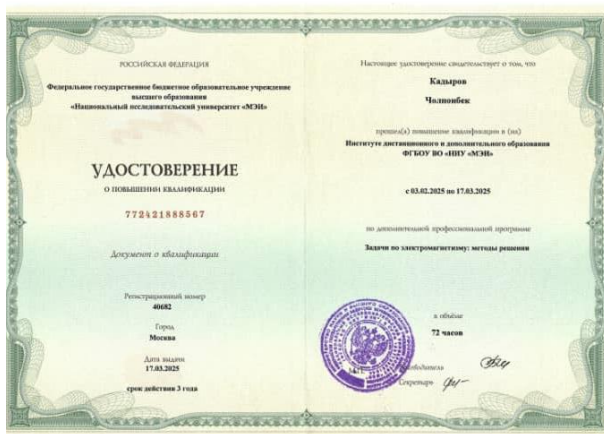 РОССИЙСКАЯ ФЕДЕРАЦИЯ
Федеральное государственное бюджетное образовательное учреждение
высшего образования
«Национальный исследовательский университет «МЭИ»
УДОСТОВЕРЕНИЕ
О ПОВЫШЕНИИ КВАЛИФИКАЦИИ
772421888567
Документ о квалификации
Регистрационный номер
40682
Город
Москва
Дата выдачи
17.03.2025
срок действия 3 года
Настоящее удостоверение свидетельствует о том, что
Кадыров
Чолпонбек
прошел(а) повышение квалификации в (на)
Институте дистанционного и дополнительного образования
ФГБОУ ВО «НИУ «МЭИ»
с 03.02.2025 по 17.03.2025
по дополнительной профессиональной программе
Задачи по электромагнетизму: методы решения
в объёме
72 часов
Руководитель
Секретарь